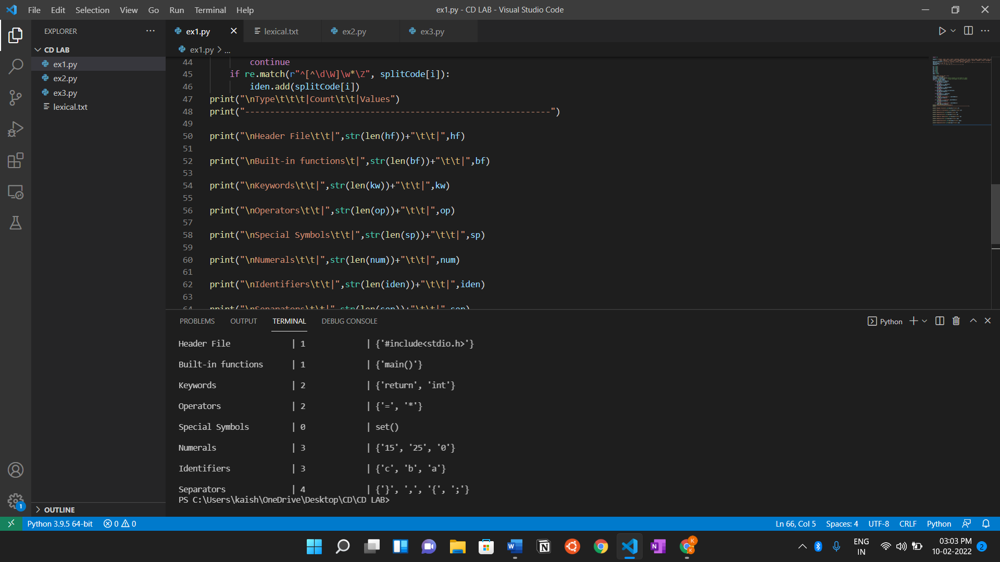 File Edit Selection View Go Run Terminal Help
ex1.py - CD LAB - Visual Studio Code
EXPLORER
ex1.py
lexical.txt
ex2.py
ex3.py
CD LAB
ex1.py
ex2.py
ex3.py
lexical.txt
ex1.py > ...
44 continue
45 if re.match(r"^[^\d\W]\w*\Z", splitCode[i]):
46 iden.add(splitCode[i])
47 print("\nType\t\t\t|Count\t\t|Values")
48 print("-------------------------------------------------------------")
49
50 print("\nHeader File\t\t|",str(len(hf))+"\t\t|",hf)
51
52 print("\nBuilt-in functions\t|",str(len(bf))+"\t\t|",bf)
53
54 print("\nKeywords\t\t|",str(len(kw))+"\t\t|",kw)
55
56 print("\nOperators\t\t|",str(len(op))+"\t\t|",op)
57
58 print("\nSpecial Symbols\t\t|",str(len(sp))+"\t\t|",sp)
59
60 print("\nNumerals\t\t|",str(len(num))+"\t\t|",num)
61
62 print("\nIdentifiers\t\t|",str(len(iden))+"\t\t|",iden)
63
64 print("\nSeparators\t\t|",str(len(sep))+"\t\t|",sep)
PROBLEMS OUTPUT TERMINAL DEBUG CONSOLE
Python
Header File | 1 | {'#include<stdio.h>'}
Built-in functions | 1 | {'main()'}
Keywords | 2 | {'return', 'int'}
Operators | 2 | {'=', '*'}
Special Symbols | 0 | set()
Numerals | 3 | {'15', '25', '0'}
Identifiers | 3 | {'c', 'b', 'a'}
Separators | 4 | {'}', ',', '{', ';'}
PS C:\Users\kaish\OneDrive\Desktop\CD\CD LAB>
1
OUTLINE
Python 3.9.5 64-bit 0 0
Ln 66, Col 5 Spaces: 4 UTF-8 CRLF Python
ENG
IN
03:03 PM
10-02-2022
2